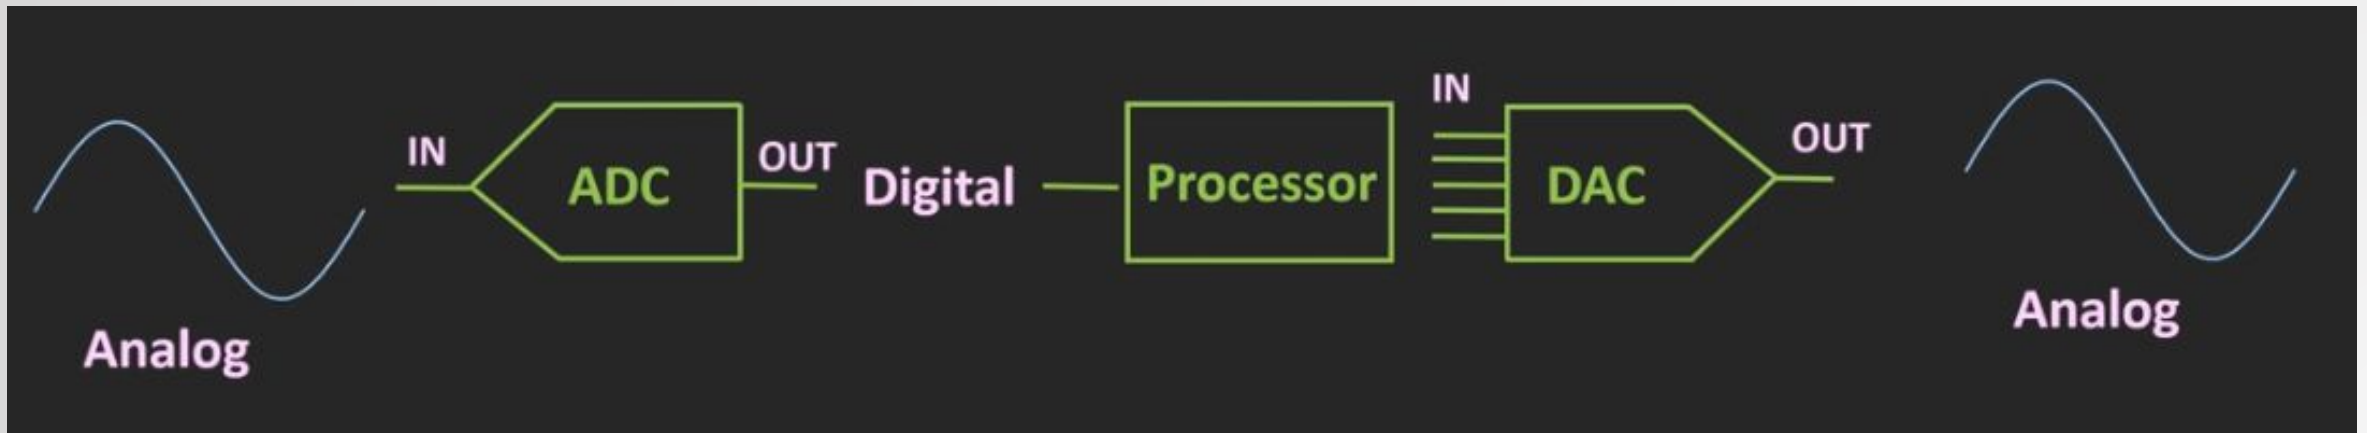 Analog
IN
ADC
OUT
Digital
Processor
IN
DAC
OUT
Analog